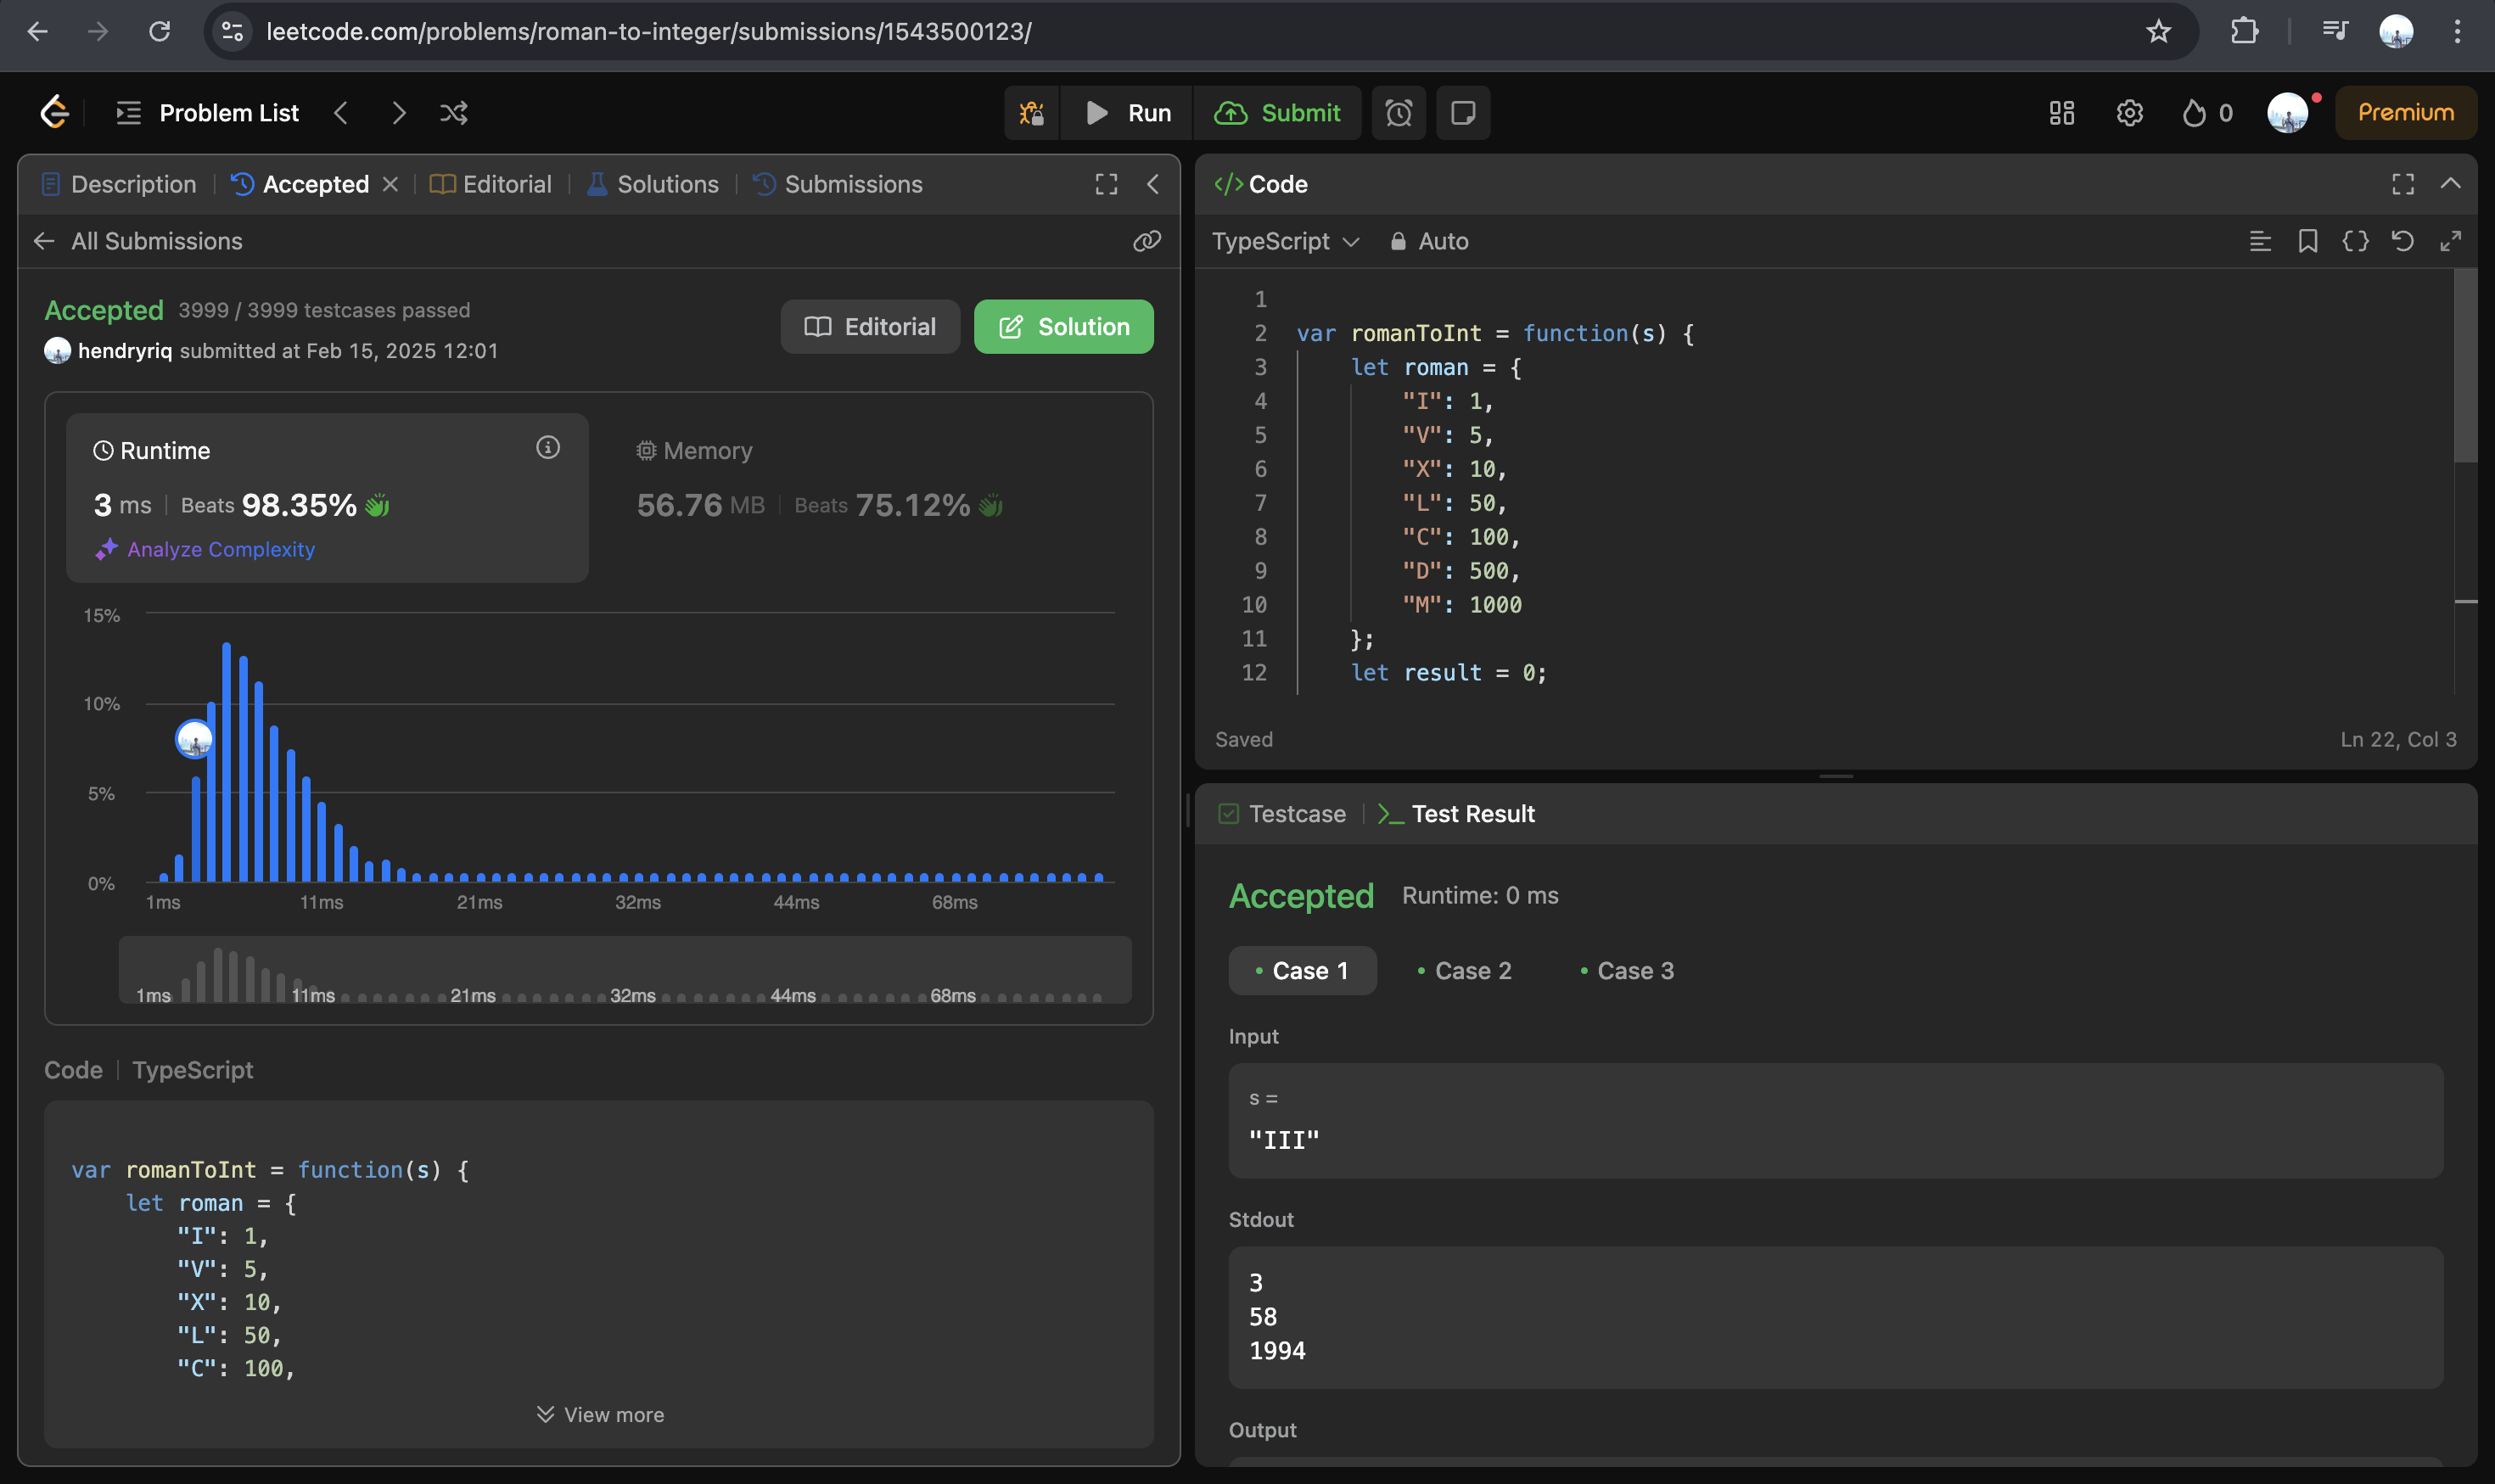 leetcode.com/problems/roman-to-integer/submissions/1543500123/
Problem List
Run
Submit
0
Premium
Description
Accepted
Editorial
Solutions
Submissions
All Submissions
Accepted 3999 / 3999 testcases passed
hendryriq submitted at Feb 15, 2025 12:01
Editorial
Solution
Runtime
3 ms | Beats 98.35%
Analyze Complexity
Memory
56.76 MB | Beats 75.12%
15%
10%
5%
0%
1ms 11ms 21ms 32ms 44ms 68ms
1ms 11ms 21ms 32ms 44ms 68ms
Code | TypeScript
var romanToInt = function(s) {
    let roman = {
        "I": 1,
        "V": 5,
        "X": 10,
        "L": 50,
        "C": 100,
View more
</> Code
TypeScript
Auto
1
2 var romanToInt = function(s) {
3     let roman = {
4         "I": 1,
5         "V": 5,
6         "X": 10,
7         "L": 50,
8         "C": 100,
9         "D": 500,
10         "M": 1000
11     };
12     let result = 0;
Saved
Ln 22, Col 3
Testcase
Test Result
Accepted Runtime: 0 ms
Case 1
Case 2
Case 3
Input
s =
"III"
Stdout
3
58
1994
Output